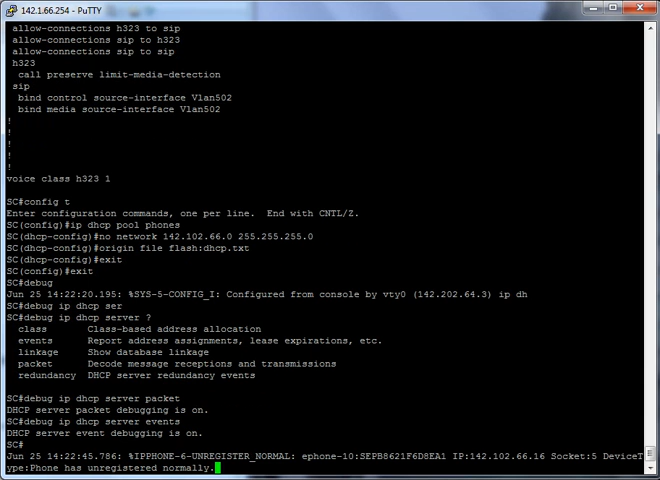 142.1.66.254 - PuTTY
allow-connections h323 to sip
allow-connections sip to h323
allow-connections sip to sip
h323
call preserve limit-media-detection
sip
bind control source-interface Vlan502
bind media source-interface Vlan502
!
!
!
!
!
voice class h323 1
SC#config t
Enter configuration commands, one per line.  End with CNTL/Z.
SC(config)#ip dhcp pool phones
SC(dhcp-config)#no network 142.102.66.0 255.255.255.0
SC(dhcp-config)#origin file flash:dhcp.txt
SC(dhcp-config)#exit
SC(config)#exit
SC#debug
Jun 25 14:22:20.195: %SYS-5-CONFIG_I: Configured from console by vty0 (142.202.64.3) ip dh
SC#debug ip dhcp ser
SC#debug ip dhcp server ?
class       Class-based address allocation
events      Report address assignments, lease expirations, etc.
linkage     Show database linkage
packet      Decode message receptions and transmissions
redundancy  DHCP server redundancy events
SC#debug ip dhcp server packet
DHCP server packet debugging is on.
SC#debug ip dhcp server events
DHCP server event debugging is on.
SC#
Jun 25 14:22:45.786: %IPPHONE-6-UNREGISTER_NORMAL: ephone-10:SEPB8621F6D8EA1 IP:142.102.66.16 Socket:5 DeviceT
ype:Phone has unregistered normally.